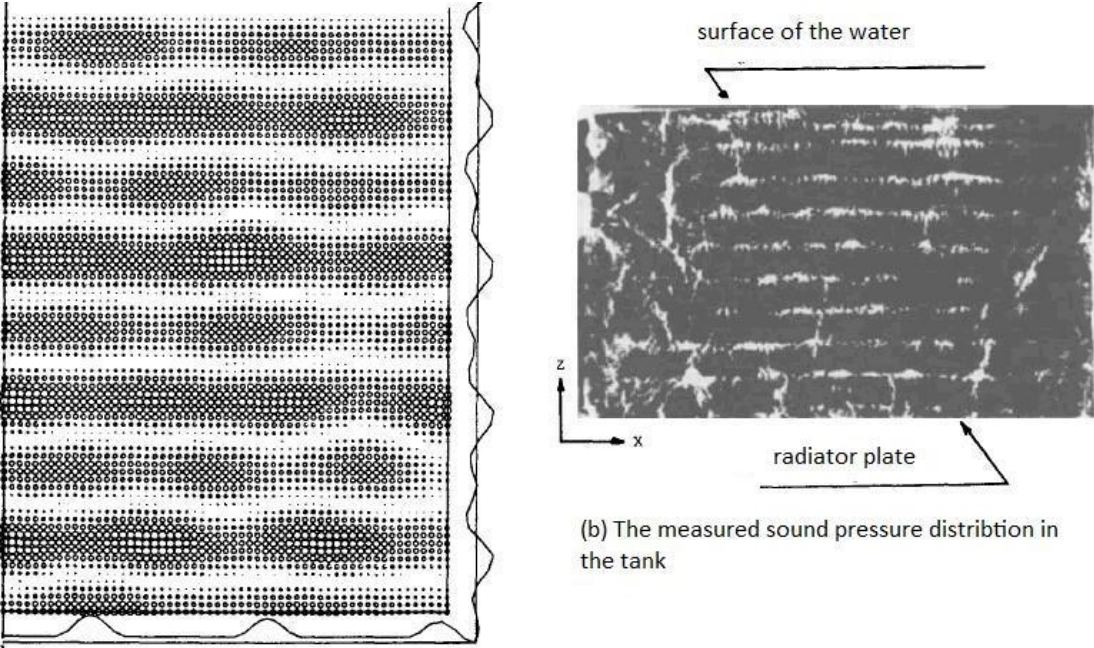 surface of the water
z
x
radiator plate
(b) The measured sound pressure distribtion in
the tank